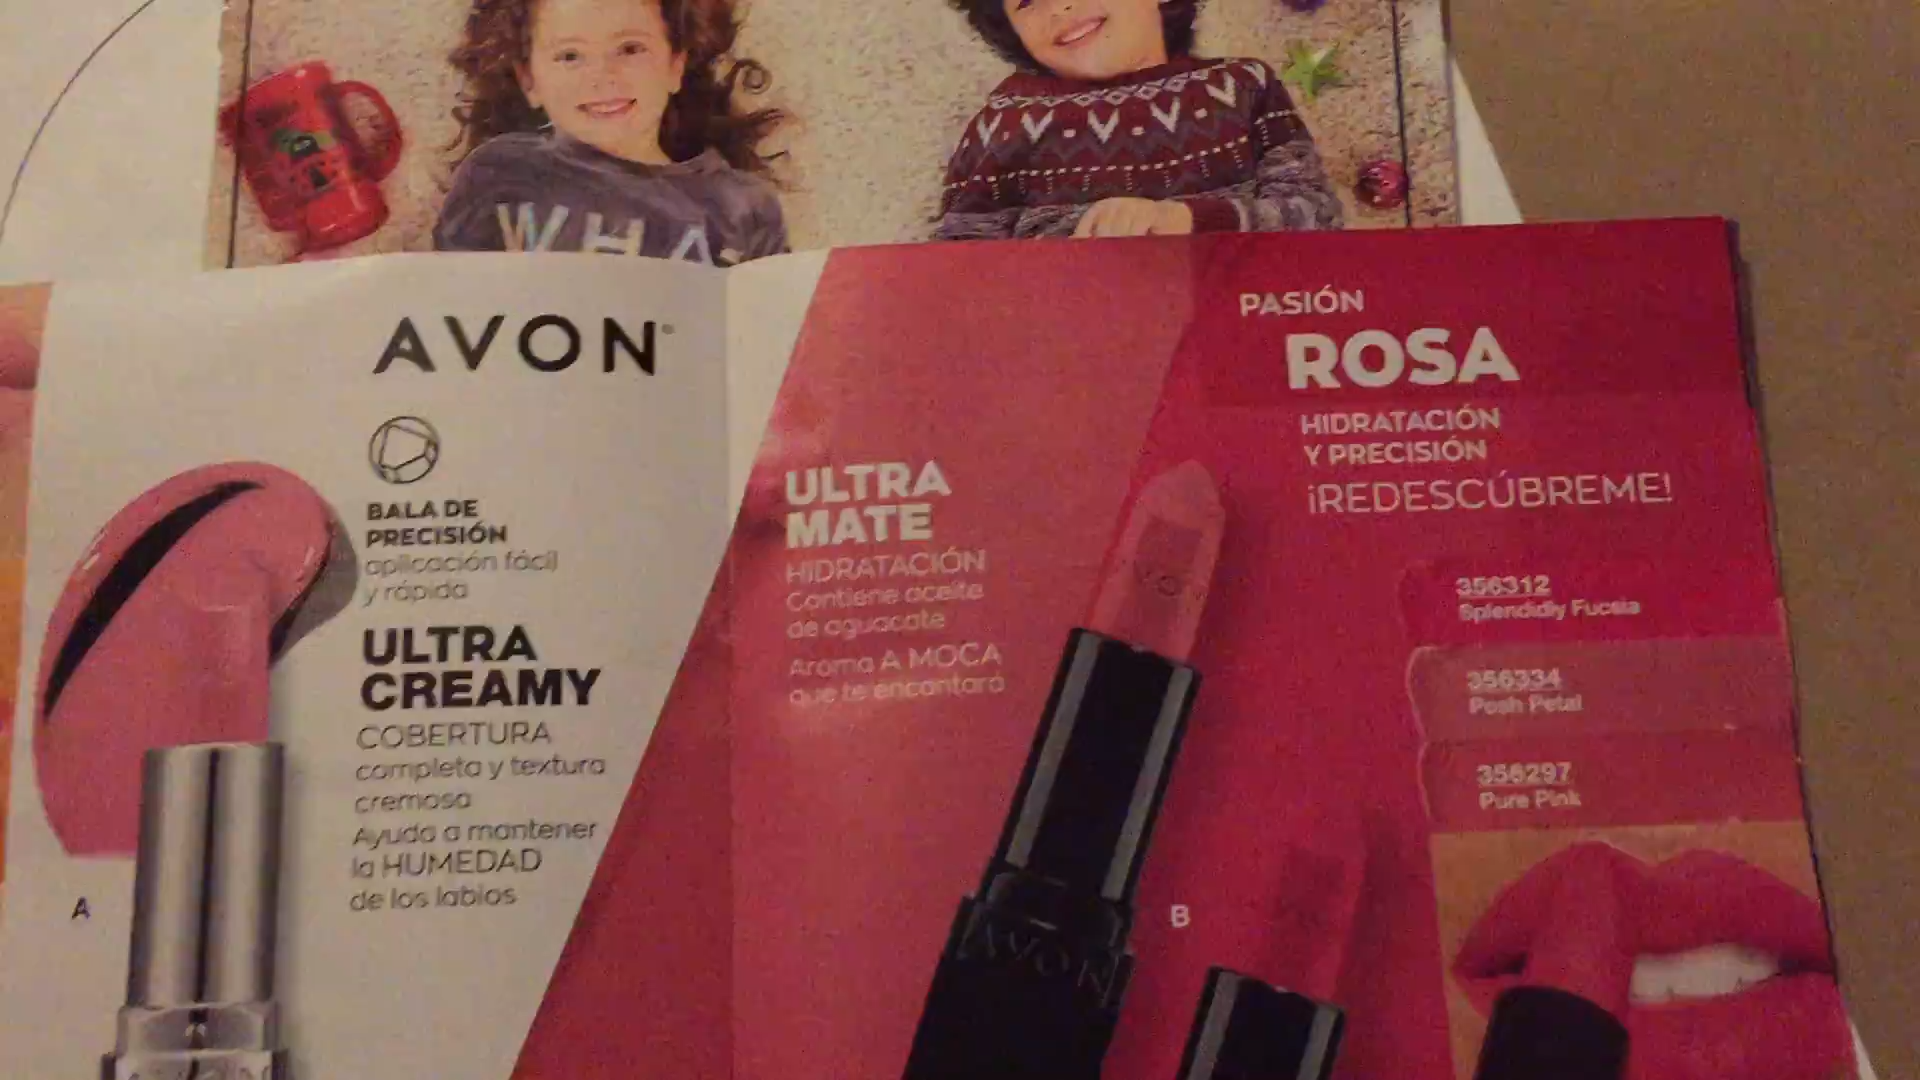 WHA
AVON
BALA DE
PRECISIÓN
aplicación fácil
y rápida
ULTRA
CREAMY
COBERTURA
completa y textura
cremosa
Ayuda a mantener
la HUMEDAD
de los labios
A
ULTRA
MATE
HIDRATACIÓN
Contiene aceite
de aguacate
Aroma A MOCA
que te encantará
AVON
B
PASIÓN
ROSA
HIDRATACIÓN
Y PRECISIÓN
¡REDESCÚBREME!
356312
Splendidly Fucsia
356334
Posh Petal
356297
Pure Pink